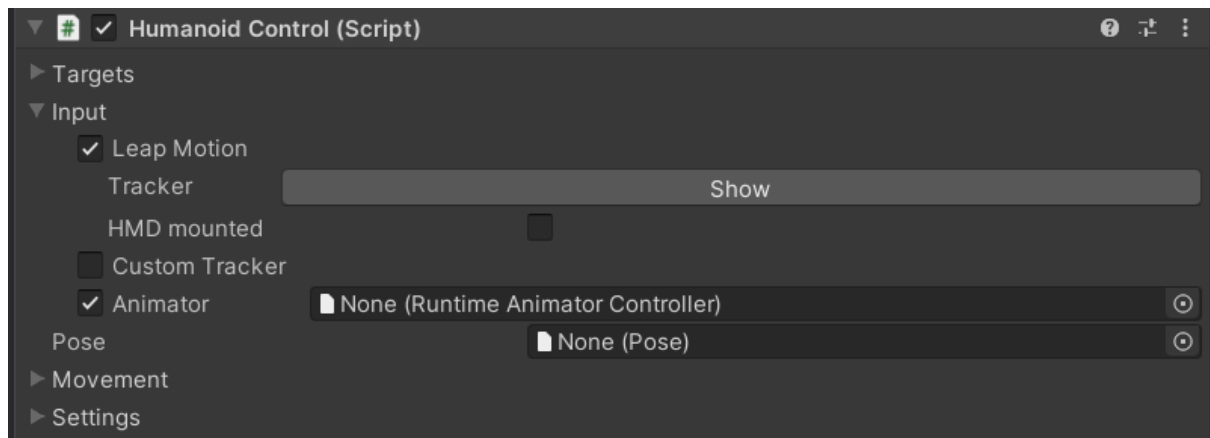 Humanoid Control (Script)
Targets
Input
Leap Motion
Tracker Show
HMD mounted
Custom Tracker
Animator None (Runtime Animator Controller)
Pose None (Pose)
Movement
Settings